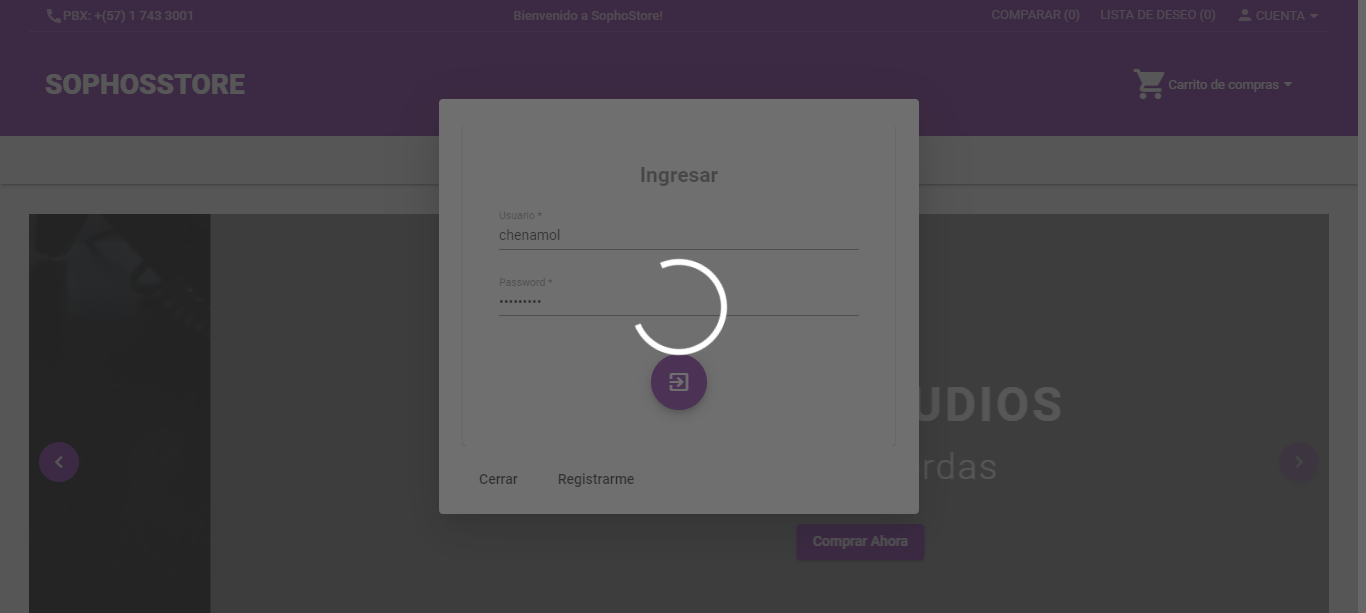 PBX: +(57) 1 743 3001
Bienvenido a SophoStore!
COMPARAR (0)
LISTA DE DESEO (0)
CUENTA
SOPHOSSTORE
Carrito de compras
Ingresar
Usuario *
chenamol
Password *
•••••••••
UDIOS
rdas
Cerrar
Registrarme
Comprar Ahora